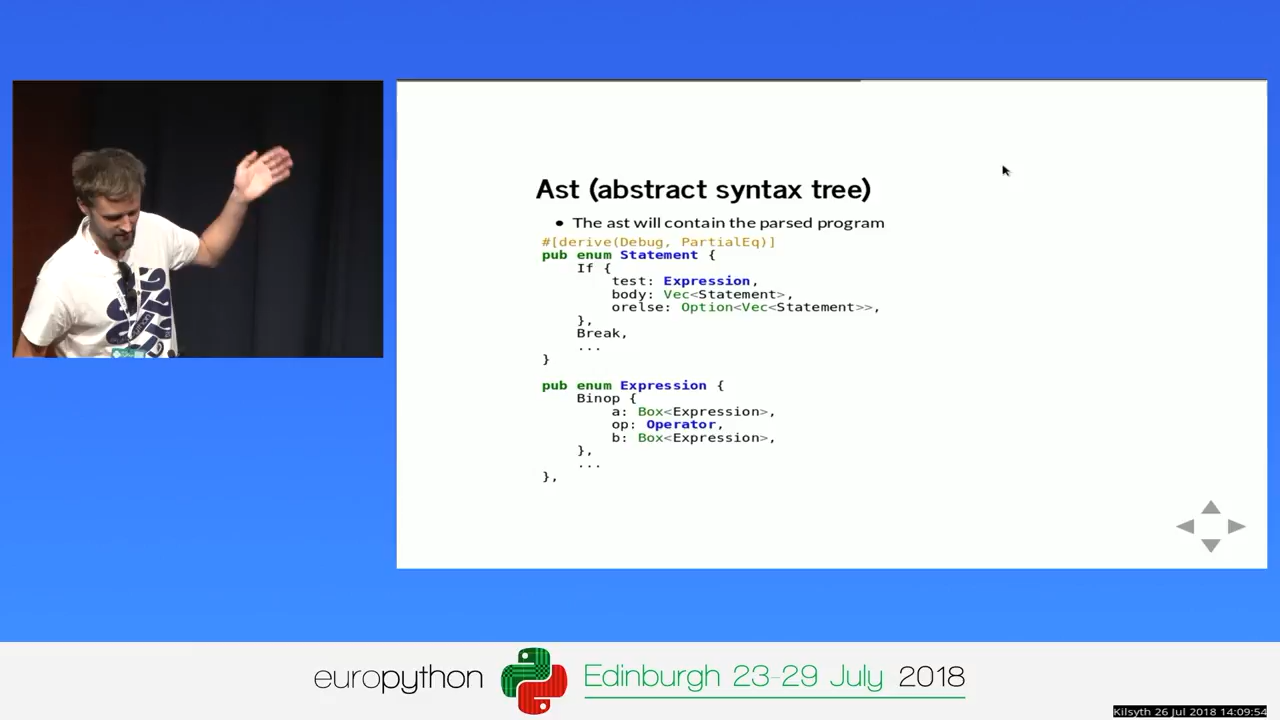 Ast (abstract syntax tree)
• The ast will contain the parsed program
#[derive(Debug, PartialEq)]
pub enum Statement {
    If {
        test: Expression,
        body: Vec<Statement>,
        orelse: Option<Vec<Statement>>,
    },
    Break,
    ...
}
pub enum Expression {
    Binop {
        a: Box<Expression>,
        op: Operator,
        b: Box<Expression>,
    },
    ...
},
europython Edinburgh 23-29 July 2018
Kilsyth 26 Jul 2018 14:09:54